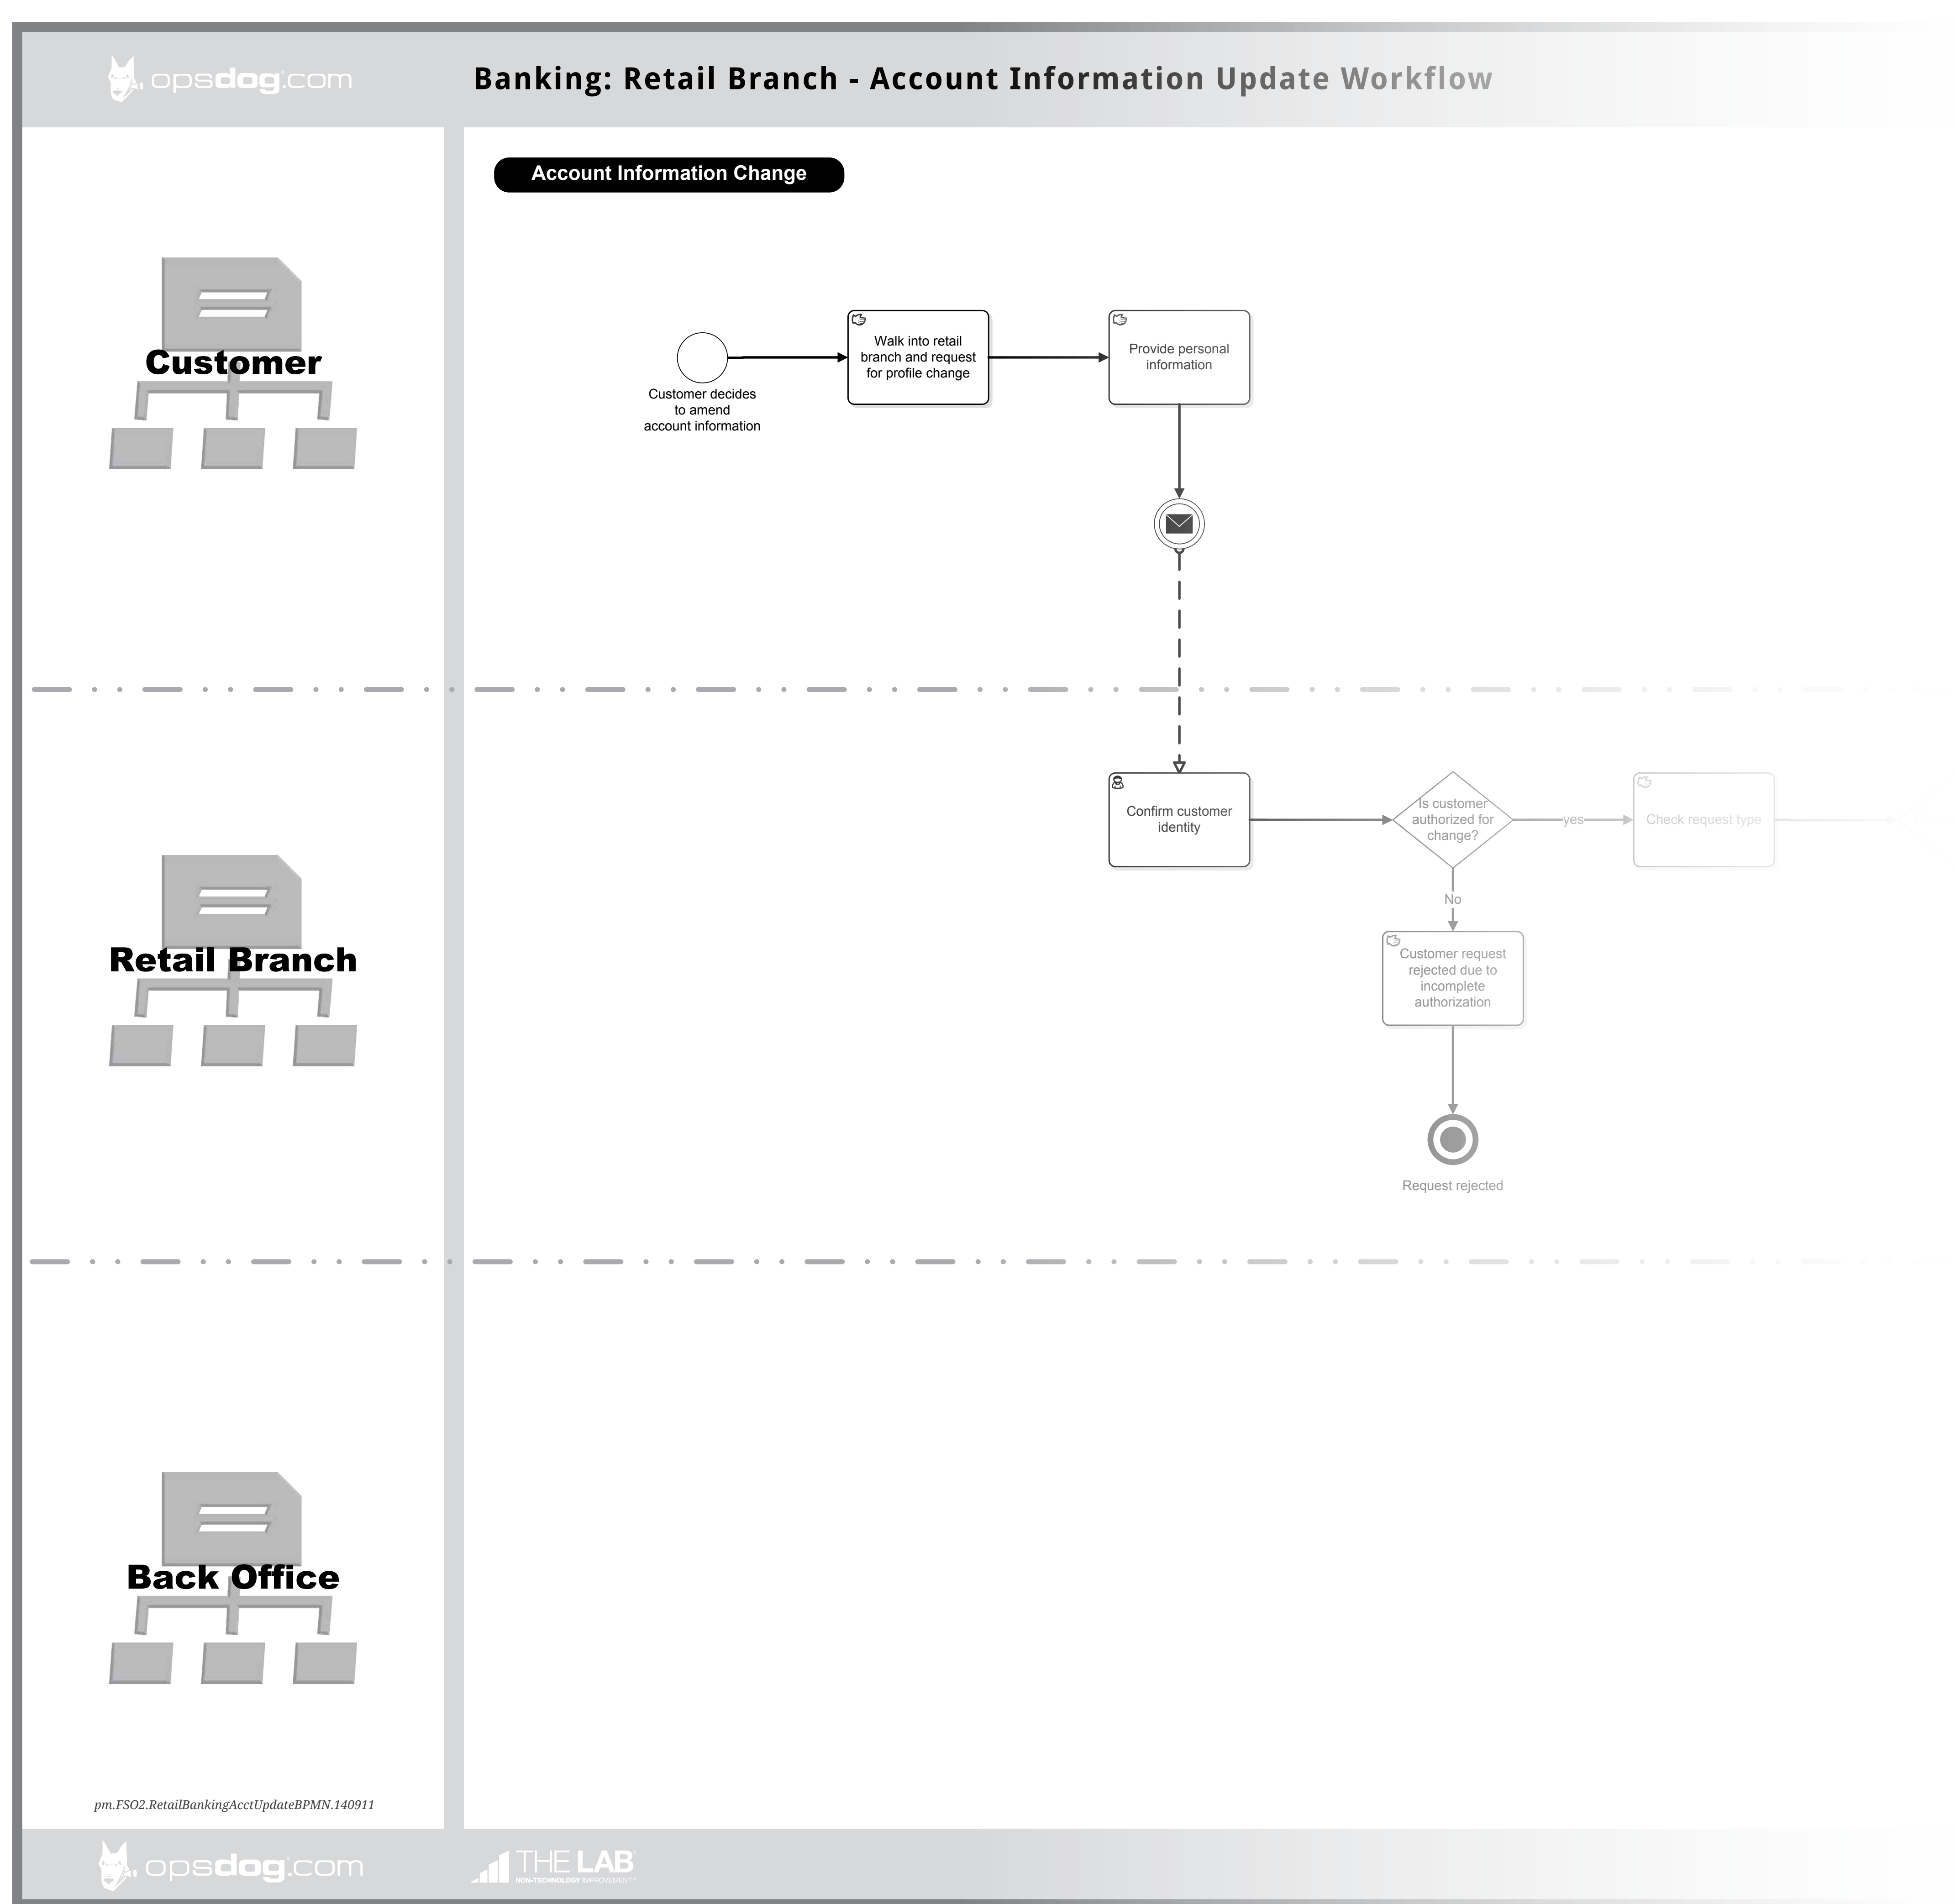 opsdog.com
Banking: Retail Branch - Account Information Update Workflow
Account Information Change
Customer
Customer decides
to amend
account information
Walk into retail
branch and request
for profile change
Provide personal
information
Retail Branch
Confirm customer
identity
Is customer
authorized for
change?
yes
Check request type
No
Customer request
rejected due to
incomplete
authorization
Request rejected
Back Office
pm.FSO2.RetailBankingAcctUpdateBPMN.140911
opsdog.com
THE LAB
NON-TECHNOLOGY IMPROVEMENT